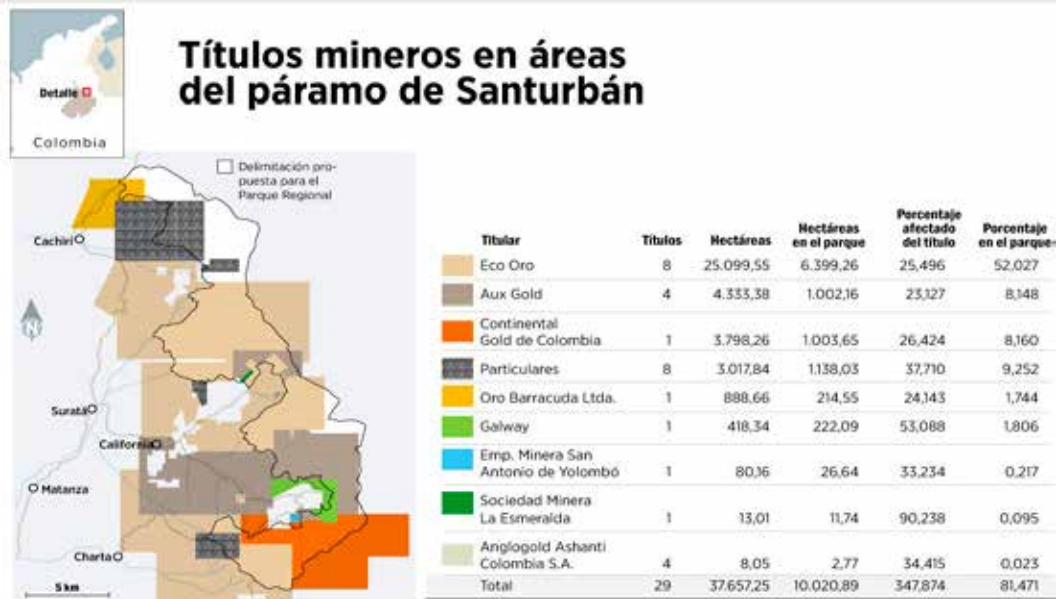 Títulos mineros en áreas
del páramo de Santurbán
Detalle
Colombia
Delimitación pro-
puesta para el
Parque Regional
Cachirí
N
Suratá
California
Matanza
Charta
5 km
Titular Títulos Hectáreas Hectáreas en el parque Porcentaje afectado del título Porcentaje en el parque
Eco Oro 8 25.099,55 6.399,26 25,496 52,027
Aux Gold 4 4.333,38 1.002,16 23,127 8,148
Continental
Gold de Colombia 1 3.798,26 1.003,65 26,424 8,160
Particulares 8 3.017,84 1.138,03 37,710 9,252
Oro Barracuda Ltda. 1 888,66 214,55 24,143 1,744
Galway 1 418,34 222,09 53,088 1,806
Emp. Minera San
Antonio de Yolombó 1 80,16 26,64 33,234 0,217
Sociedad Minera
La Esmeralda 1 13,01 11,74 90,238 0,095
Anglogold Ashanti
Colombia S.A. 4 8,05 2,77 34,415 0,023
Total 29 37.657,25 10.020,89 347,874 81,471